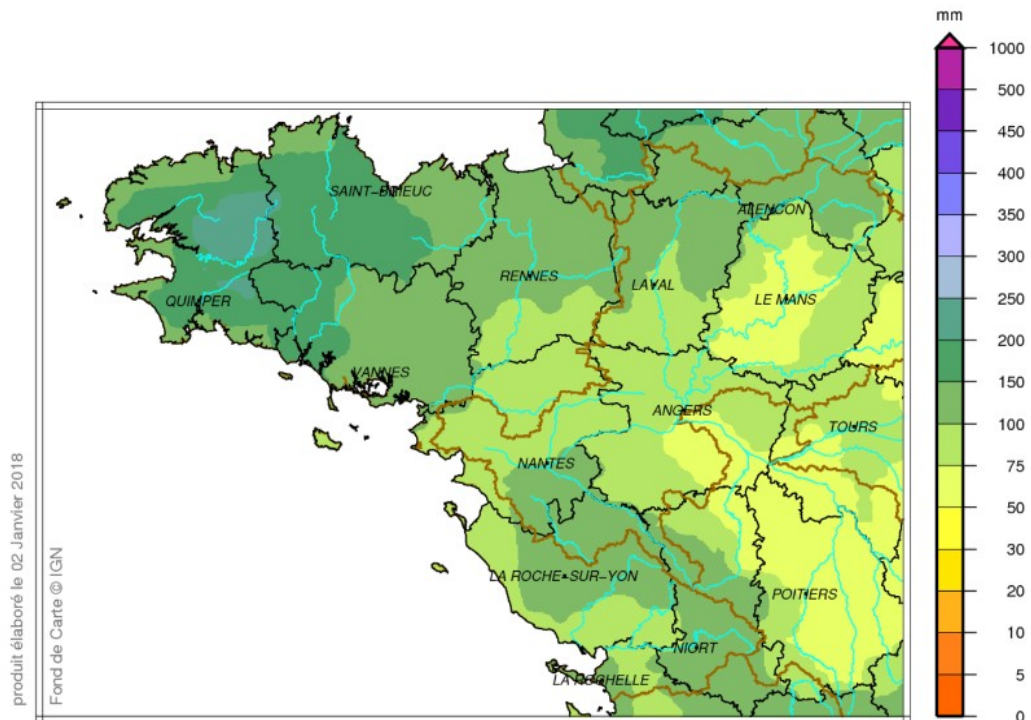 mm
1000
500
450
400
350
300
250
200
150
100
75
50
30
20
10
5
0
SAINT-BRIEUC
ALENCON
RENNES
LAVAL
QUIMPER
LE MANS
VANNES
ANGERS
TOURS
NANTES
LA ROCHE-SUR-YON
POITIERS
NIORT
LA ROCHELLE
produit élaboré le 02 Janvier 2018
Fond de Carte © IGN